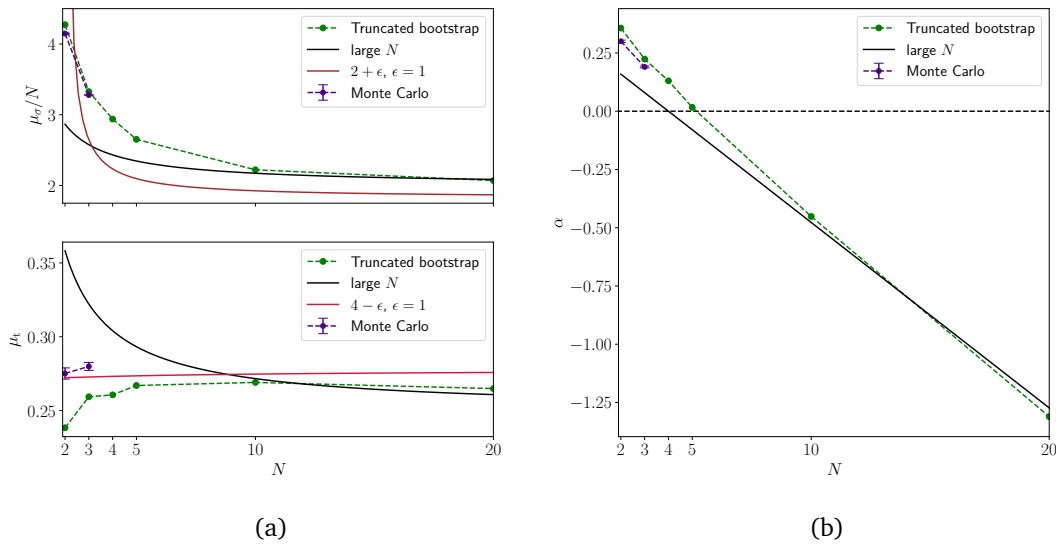 4
3
2
μσ/N
Truncated bootstrap
large N
2 + ϵ, ϵ = 1
Monte Carlo
0.35
0.30
0.25
μt
Truncated bootstrap
large N
4 − ϵ, ϵ = 1
Monte Carlo
2 3 4 5 10 20
N
(a)
0.25
0.00
−0.25
−0.50
−0.75
−1.00
−1.25
α
Truncated bootstrap
large N
Monte Carlo
2 3 4 5 10 20
N
(b)